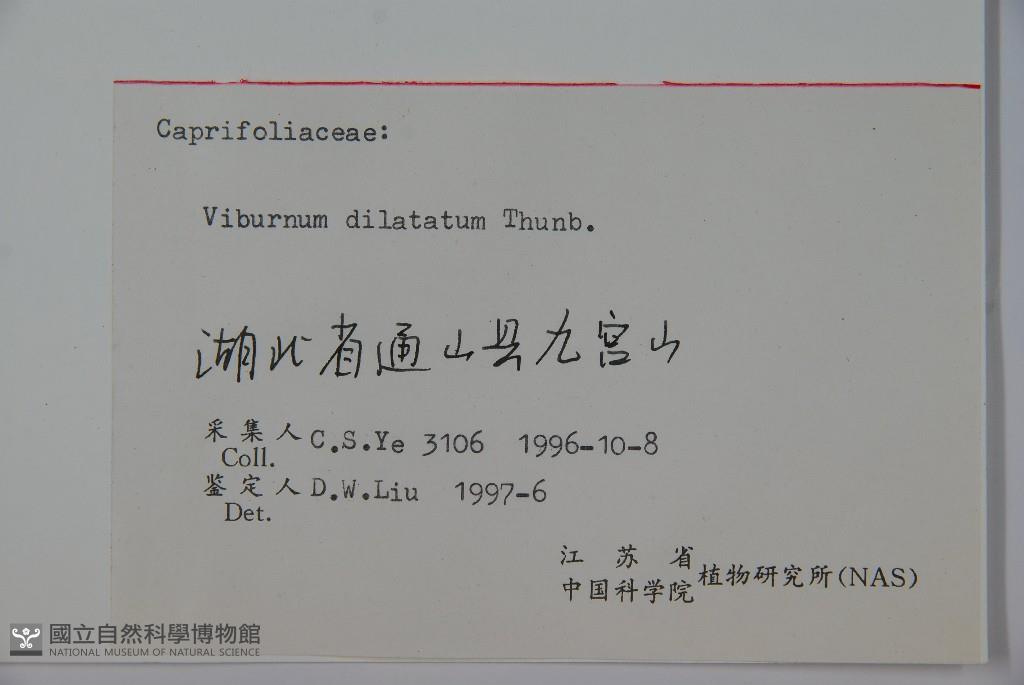 Caprifoliaceae:
Viburnum dilatatum Thunb.
湖北省通山县九宫山
采集人 C.S.Ye 3106 1996-10-8
Coll.
鉴定人 D.W.Liu 1997-6
Det.
江苏省
中国科学院 植物研究所(NAS)
國立自然科學博物館
NATIONAL MUSEUM OF NATURAL SCIENCE